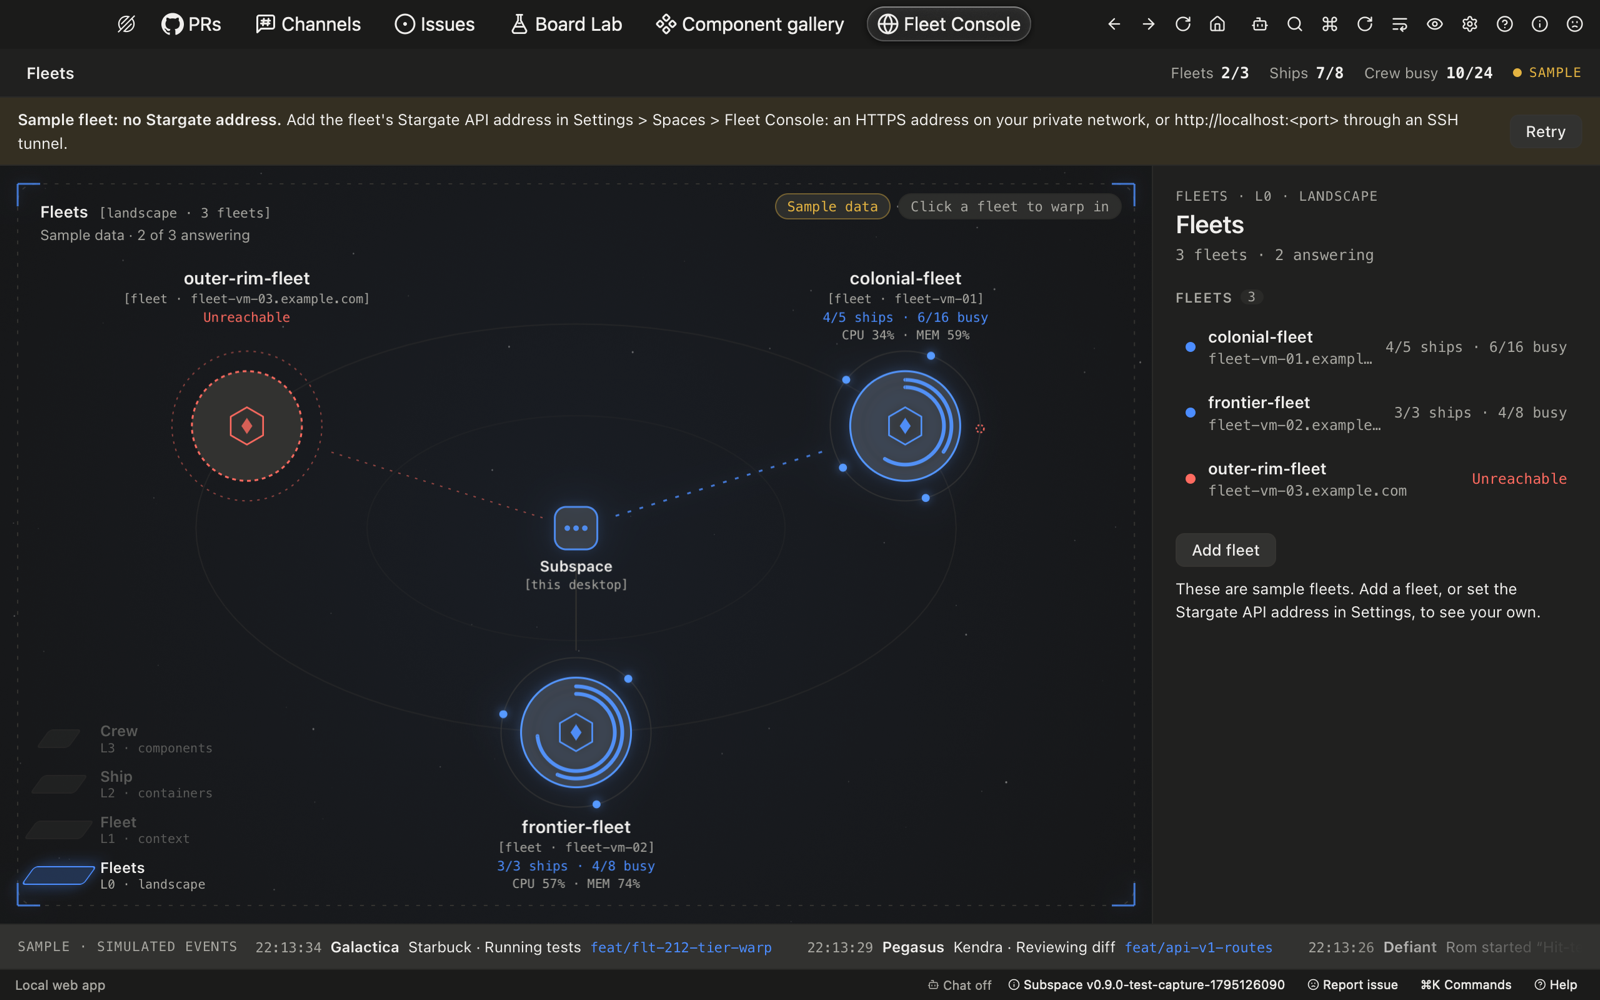 PRs
Channels
Issues
Board Lab
Component gallery
Fleet Console
Fleets
Fleets 2/3
Ships 7/8
Crew busy 10/24
SAMPLE
Sample fleet: no Stargate address. Add the fleet's Stargate API address in Settings > Spaces > Fleet Console: an HTTPS address on your private network, or http://localhost:<port> through an SSH
tunnel.
Retry
Fleets [landscape · 3 fleets]
Sample data · 2 of 3 answering
Sample data
Click a fleet to warp in
outer-rim-fleet
[fleet · fleet-vm-03.example.com]
Unreachable
colonial-fleet
[fleet · fleet-vm-01]
4/5 ships · 6/16 busy
CPU 34% · MEM 59%
Subspace
[this desktop]
frontier-fleet
[fleet · fleet-vm-02]
3/3 ships · 4/8 busy
CPU 57% · MEM 74%
Crew
L3 · components
Ship
L2 · containers
Fleet
L1 · context
Fleets
L0 · landscape
FLEETS · L0 · LANDSCAPE
Fleets
3 fleets · 2 answering
FLEETS 3
colonial-fleet
fleet-vm-01.exampl…
4/5 ships · 6/16 busy
frontier-fleet
fleet-vm-02.example…
3/3 ships · 4/8 busy
outer-rim-fleet
fleet-vm-03.example.com
Unreachable
Add fleet
These are sample fleets. Add a fleet, or set the
Stargate API address in Settings, to see your own.
SAMPLE · SIMULATED EVENTS
22:13:34 Galactica Starbuck · Running tests feat/flt-212-tier-warp
22:13:29 Pegasus Kendra · Reviewing diff feat/api-v1-routes
22:13:26 Defiant Rom started "Hit-
Local web app
Chat off
Subspace v0.9.0-test-capture-1795126090
Report issue
⌘K Commands
Help